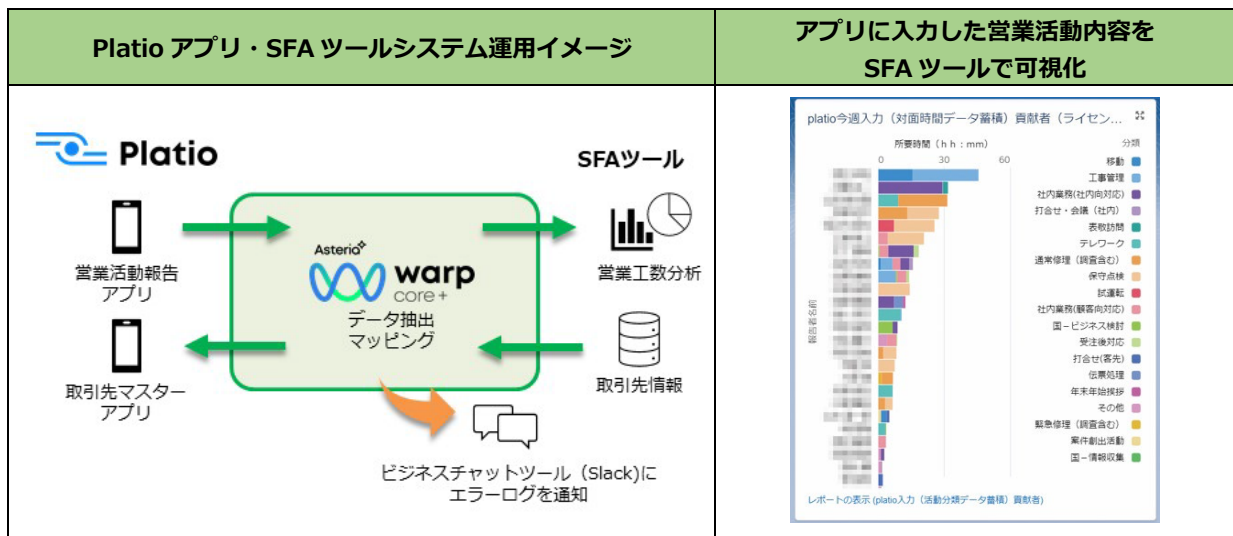 Platio アプリ・SFA ツールシステム運用イメージ
アプリに入力した営業活動内容を
SFA ツールで可視化
Platio
SFAツール
営業活動報告
アプリ
取引先マスター
アプリ
Asteria
warp
core+
データ抽出
マッピング
営業工数分析
取引先情報
ビジネスチャットツール（Slack)に
エラーログを通知
platio今週入力（対面時間データ蓄積）貢献者（ライセン...
所要時間（ｈｈ：mm）
分類
0
30
60
報告者名前
移動
工事管理
社内業務(社内向対応)
打合せ・会議（社内）
表敬訪問
テレワーク
通常修理（調査含む）
保守点検
試運転
社内業務(顧客向対応)
国－ビジネス検討
受注後対応
打合せ(客先)
伝票処理
年末年始挨拶
その他
緊急修理（調査含む）
案件創出活動
国－情報収集
レポートの表示 (platio入力（活動分類データ蓄積）貢献者)